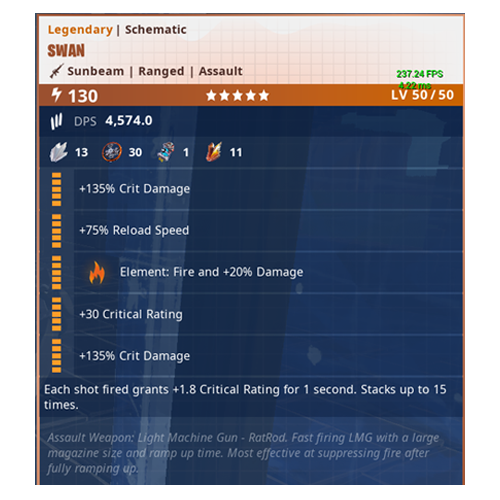 Legendary | Schematic
SWAN
Sunbeam | Ranged | Assault
237.24 FPS
4.22 ms
130
LV 50 / 50
DPS 4,574.0
13 30 1 11
+135% Crit Damage
+75% Reload Speed
Element: Fire and +20% Damage
+30 Critical Rating
+135% Crit Damage
Each shot fired grants +1.8 Critical Rating for 1 second. Stacks up to 15
times.
Assault Weapon: Light Machine Gun - RatRod. Fast firing LMG with a large
magazine size and ramp up time. Most effective at suppressing fire after
fully ramping up.